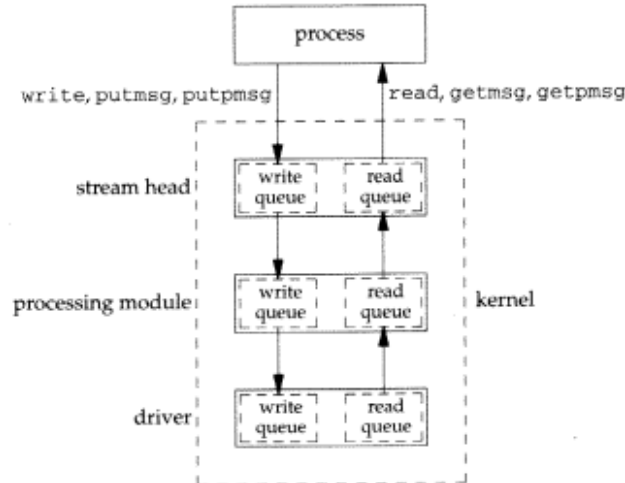 process
write, putmsg, putpmsg
read, getmsg, getpmsg
stream head
write
queue
read
queue
processing module
write
queue
read
queue
kernel
driver
write
queue
read
queue